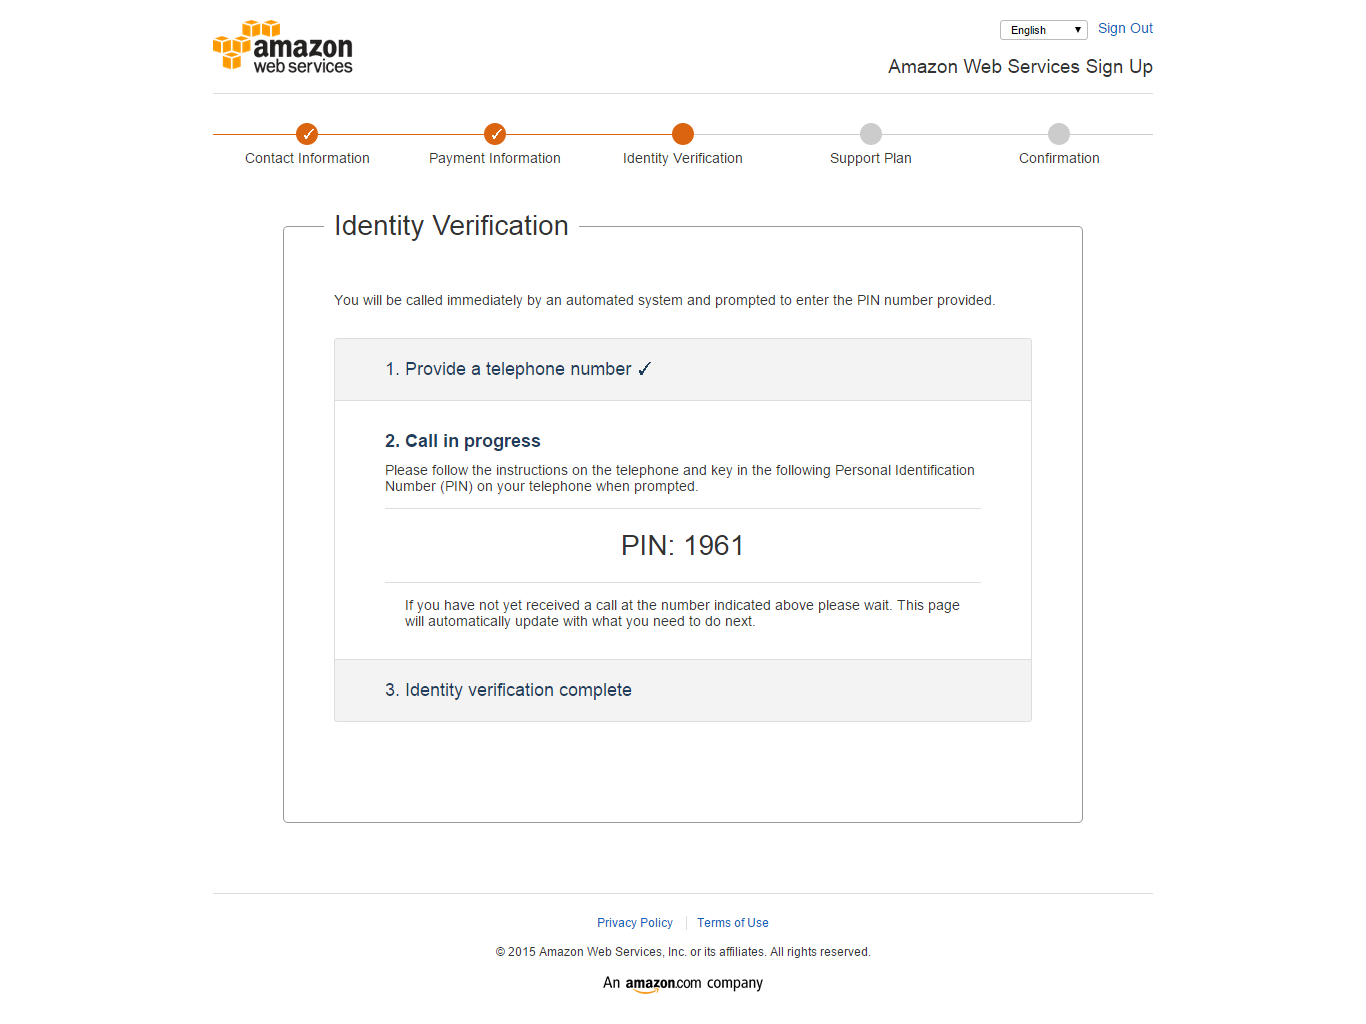 amazon
web services
English
Sign Out
Amazon Web Services Sign Up
Contact Information
Payment Information
Identity Verification
Support Plan
Confirmation
Identity Verification
You will be called immediately by an automated system and prompted to enter the PIN number provided.
1. Provide a telephone number ✓
2. Call in progress
Please follow the instructions on the telephone and key in the following Personal Identification
Number (PIN) on your telephone when prompted.
PIN: 1961
If you have not yet received a call at the number indicated above please wait. This page
will automatically update with what you need to do next.
3. Identity verification complete
Privacy Policy
Terms of Use
© 2015 Amazon Web Services, Inc. or its affiliates. All rights reserved.
An amazon.com company